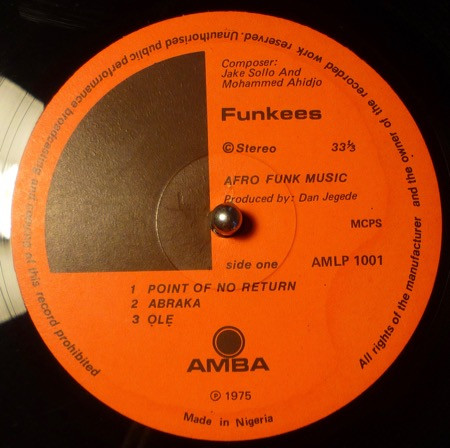 Composer:
Jake Sollo And
Mohammed Ahidjo
Funkees
© Stereo 33⅓
AFRO FUNK MUSIC
Produced by: Dan Jegede
MCPS
side one AMLP 1001
1 POINT OF NO RETURN
2 ABRAKA
3 ỌLẸ
AMBA
℗ 1975
Made in Nigeria
All rights of the manufacturer and the owner of the recorded work reserved. Unauthorised public performance broadcasting and copying of this record prohibited